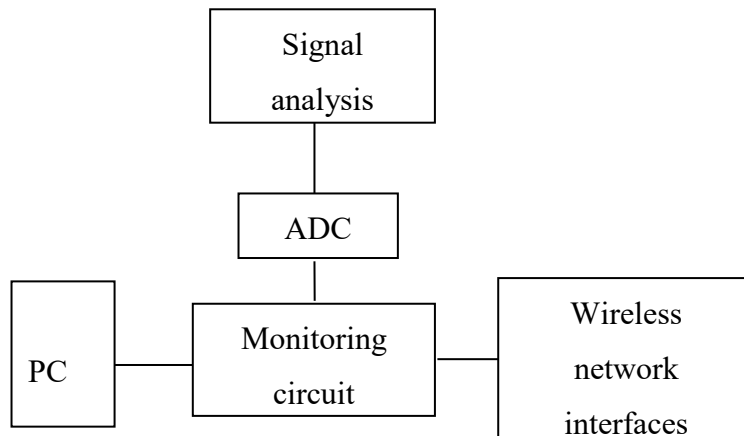 Signal
analysis
ADC
PC
Monitoring
circuit
Wireless
network
interfaces